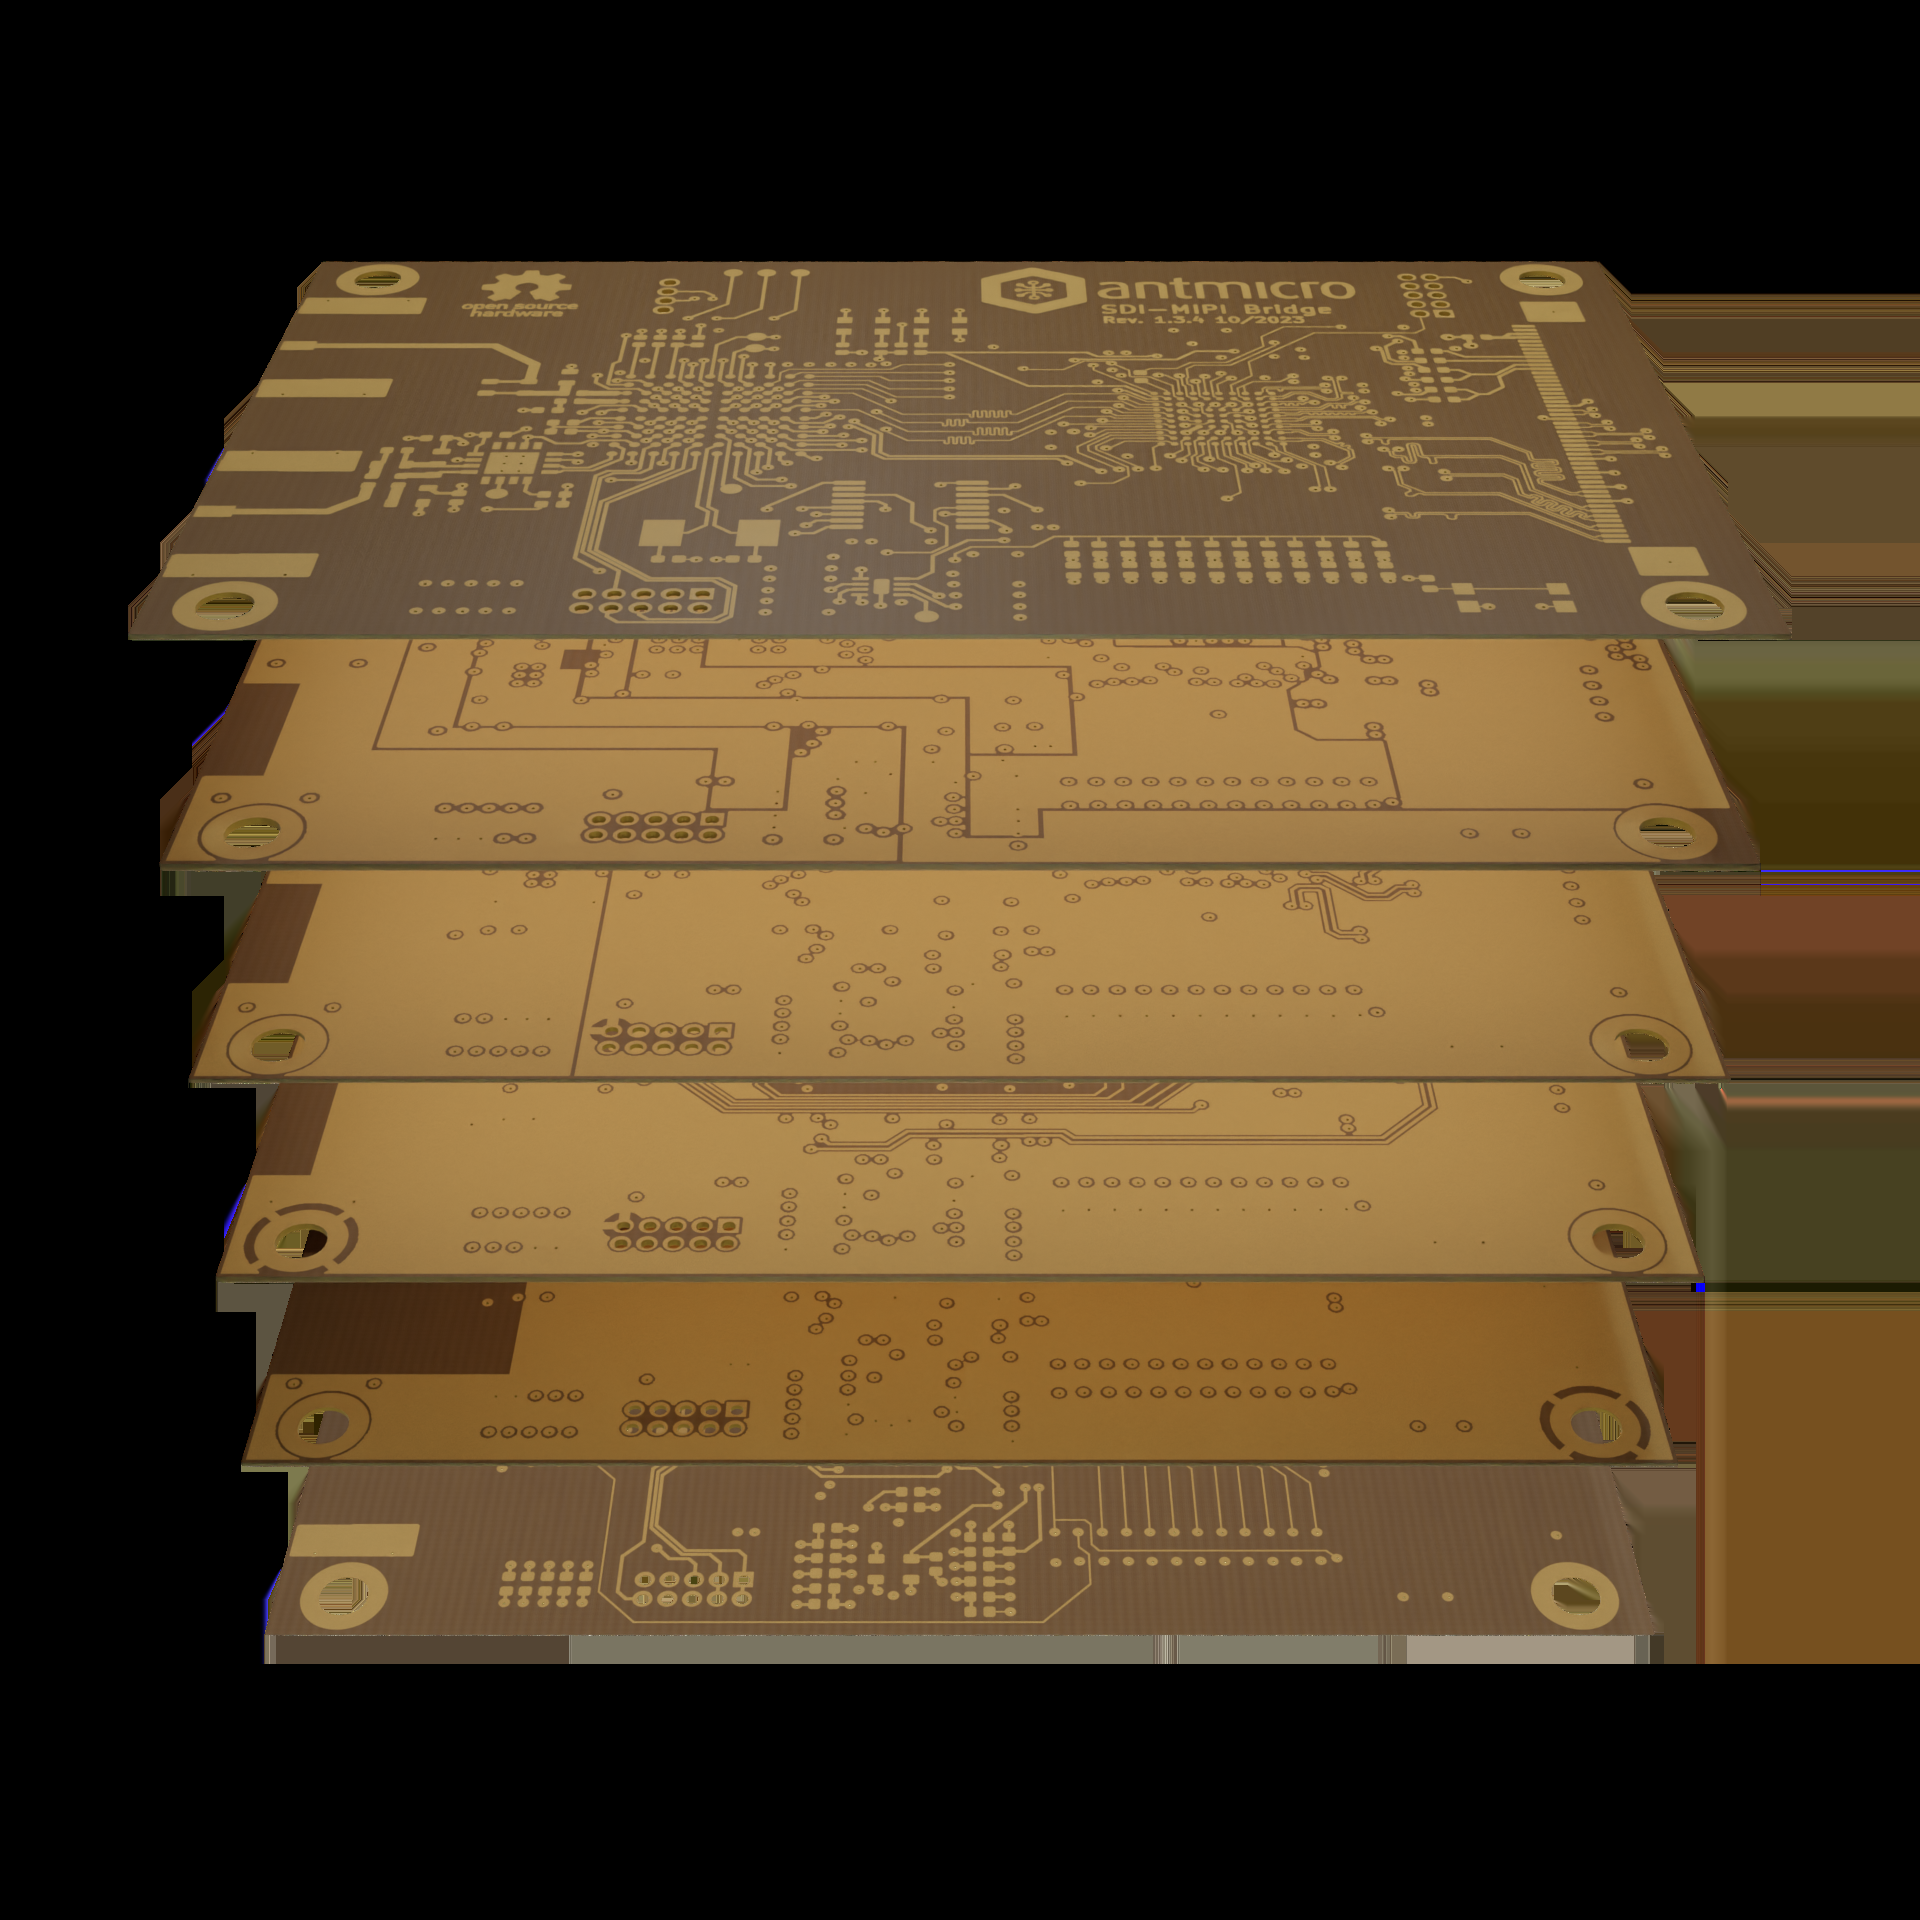 open source
hardware
antmicro
SDI-MIPI Bridge
Rev. 1.3.4 10/2023